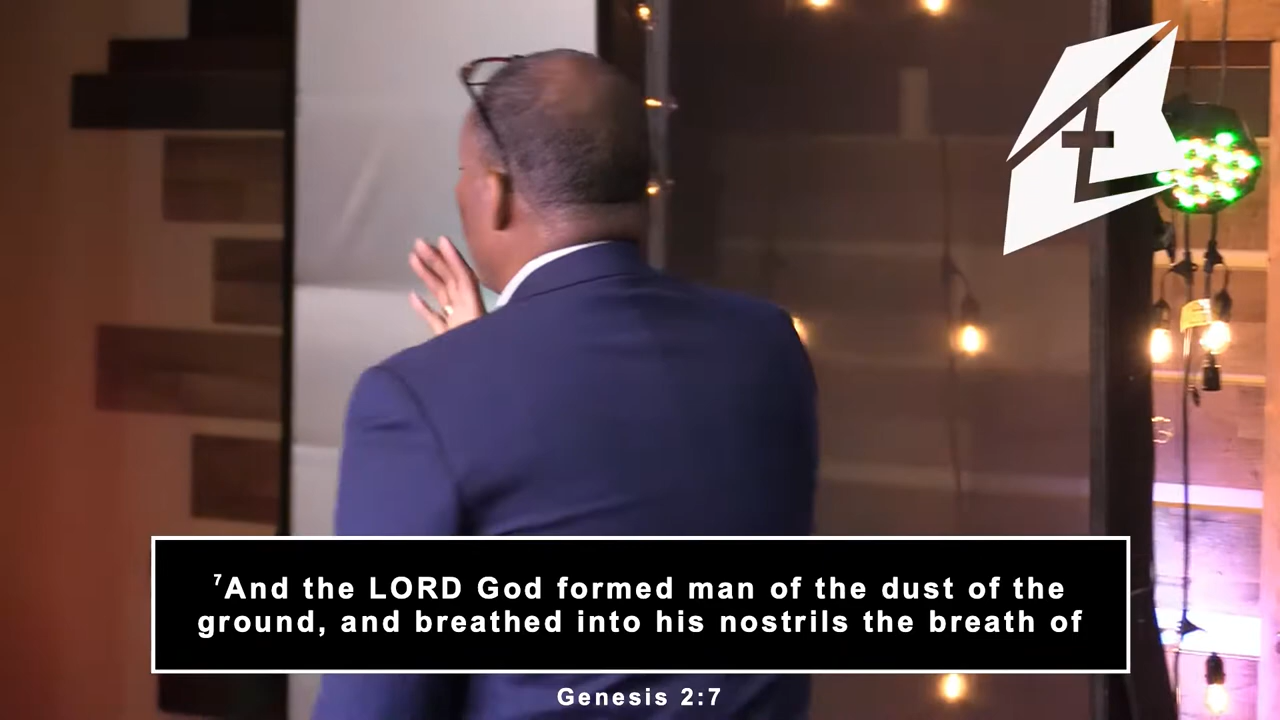 ⁷And the LORD God formed man of the dust of the
ground, and breathed into his nostrils the breath of
Genesis 2:7